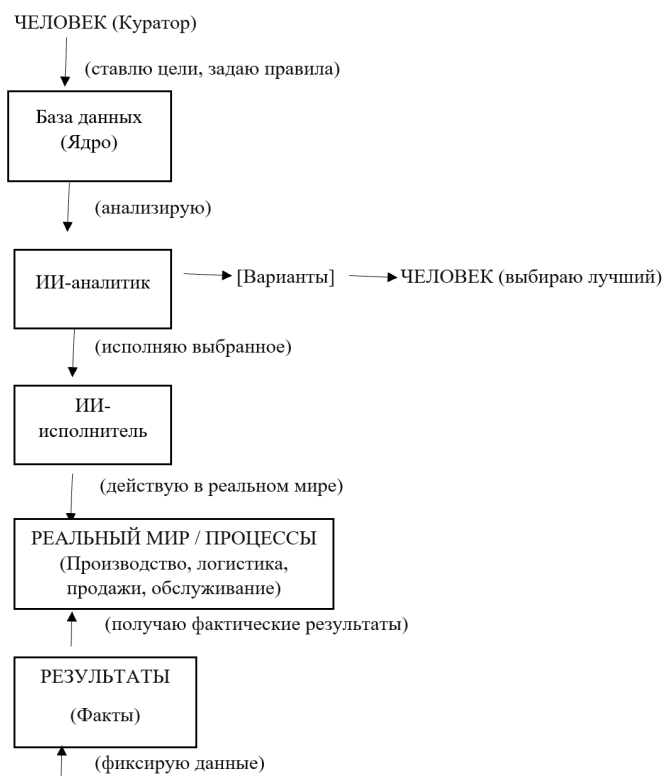 ЧЕЛОВЕК (Куратор)
(ставлю цели, задаю правила)
База данных
(Ядро)
(анализирую)
ИИ-аналитик
[Варианты]
ЧЕЛОВЕК (выбираю лучший)
(исполняю выбранное)
ИИ-
исполнитель
(действую в реальном мире)
РЕАЛЬНЫЙ МИР / ПРОЦЕССЫ
(Производство, логистика,
продажи, обслуживание)
(получаю фактические результаты)
РЕЗУЛЬТАТЫ
(Факты)
(фиксирую данные)